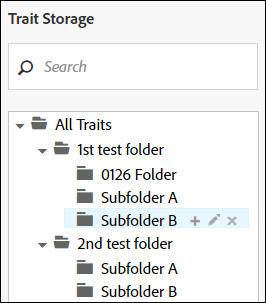 Trait Storage
Search
All Traits
1st test folder
0126 Folder
Subfolder A
Subfolder B
2nd test folder
Subfolder A
Subfolder B